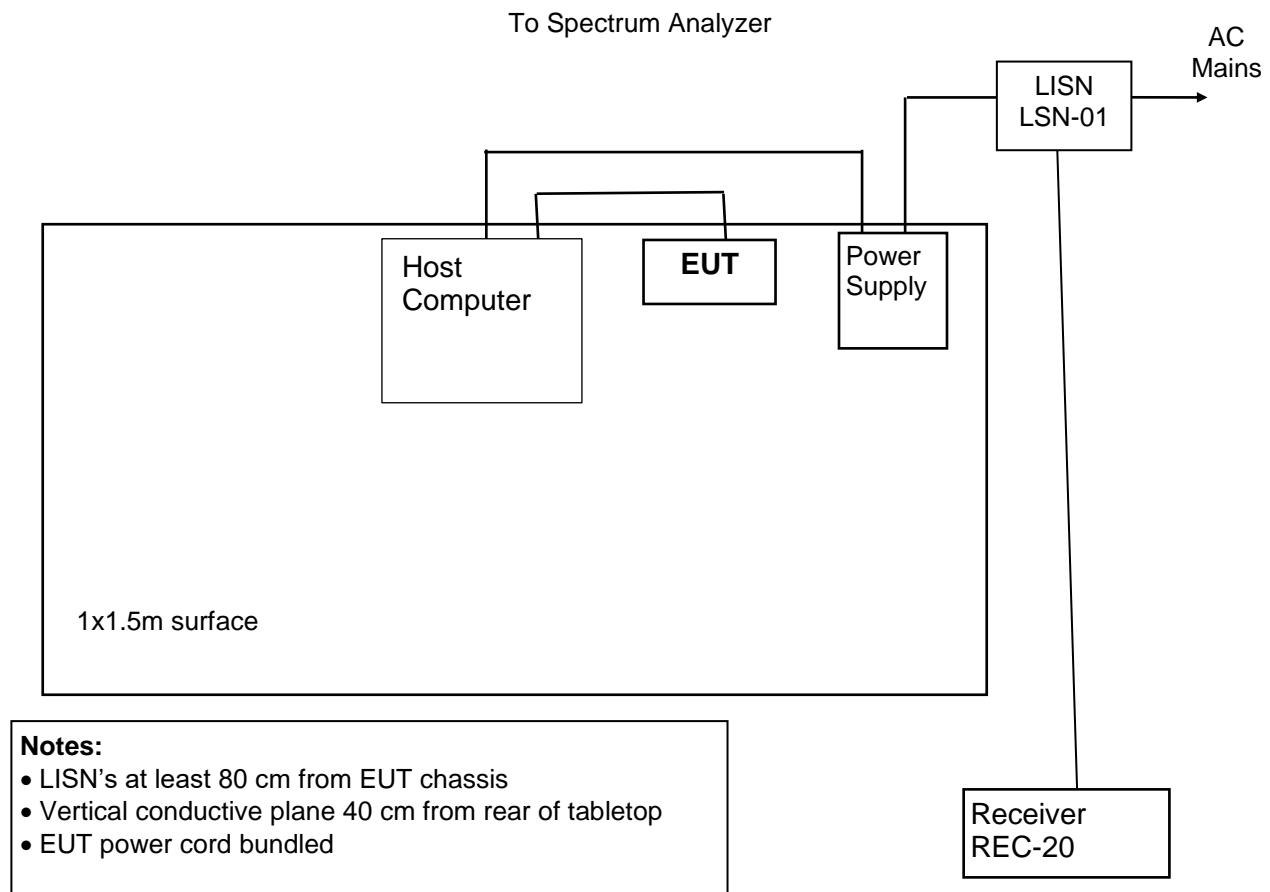 To Spectrum Analyzer
AC
Mains
LISN
LSN-01
Host
Computer
EUT
Power
Supply
1x1.5m surface
Notes:
• LISN’s at least 80 cm from EUT chassis
• Vertical conductive plane 40 cm from rear of tabletop
• EUT power cord bundled
Receiver
REC-20